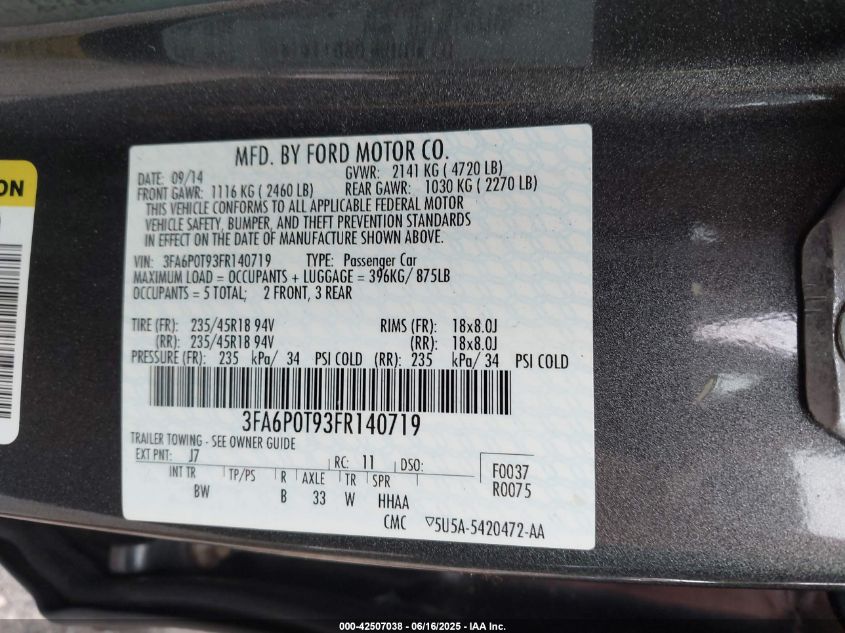 ON
MFD. BY FORD MOTOR CO.
DATE: 09/14 GVWR: 2141 KG ( 4720 LB)
FRONT GAWR: 1116 KG ( 2460 LB) REAR GAWR: 1030 KG ( 2270 LB)
THIS VEHICLE CONFORMS TO ALL APPLICABLE FEDERAL MOTOR
VEHICLE SAFETY, BUMPER, AND THEFT PREVENTION STANDARDS
IN EFFECT ON THE DATE OF MANUFACTURE SHOWN ABOVE.
VIN: 3FA6P0T93FR140719 TYPE: Passenger Car
MAXIMUM LOAD = OCCUPANTS + LUGGAGE = 396KG/ 875LB
OCCUPANTS = 5 TOTAL; 2 FRONT, 3 REAR
TIRE (FR): 235/45R18 94V RIMS (FR): 18x8.0J
(RR): 235/45R18 94V (RR): 18x8.0J
PRESSURE (FR): 235 kPa/ 34 PSI COLD (RR): 235 kPa/ 34 PSI COLD
3FA6P0T93FR140719
TRAILER TOWING - SEE OWNER GUIDE
EXT PNT: J7 RC: 11 DSO: F0037
INT TR TP/PS R AXLE TR SPR R0075
BW B 33 W HHAA
CMC ▽5U5A-5420472-AA
000-42507038 - 06/16/2025 - IAA Inc.